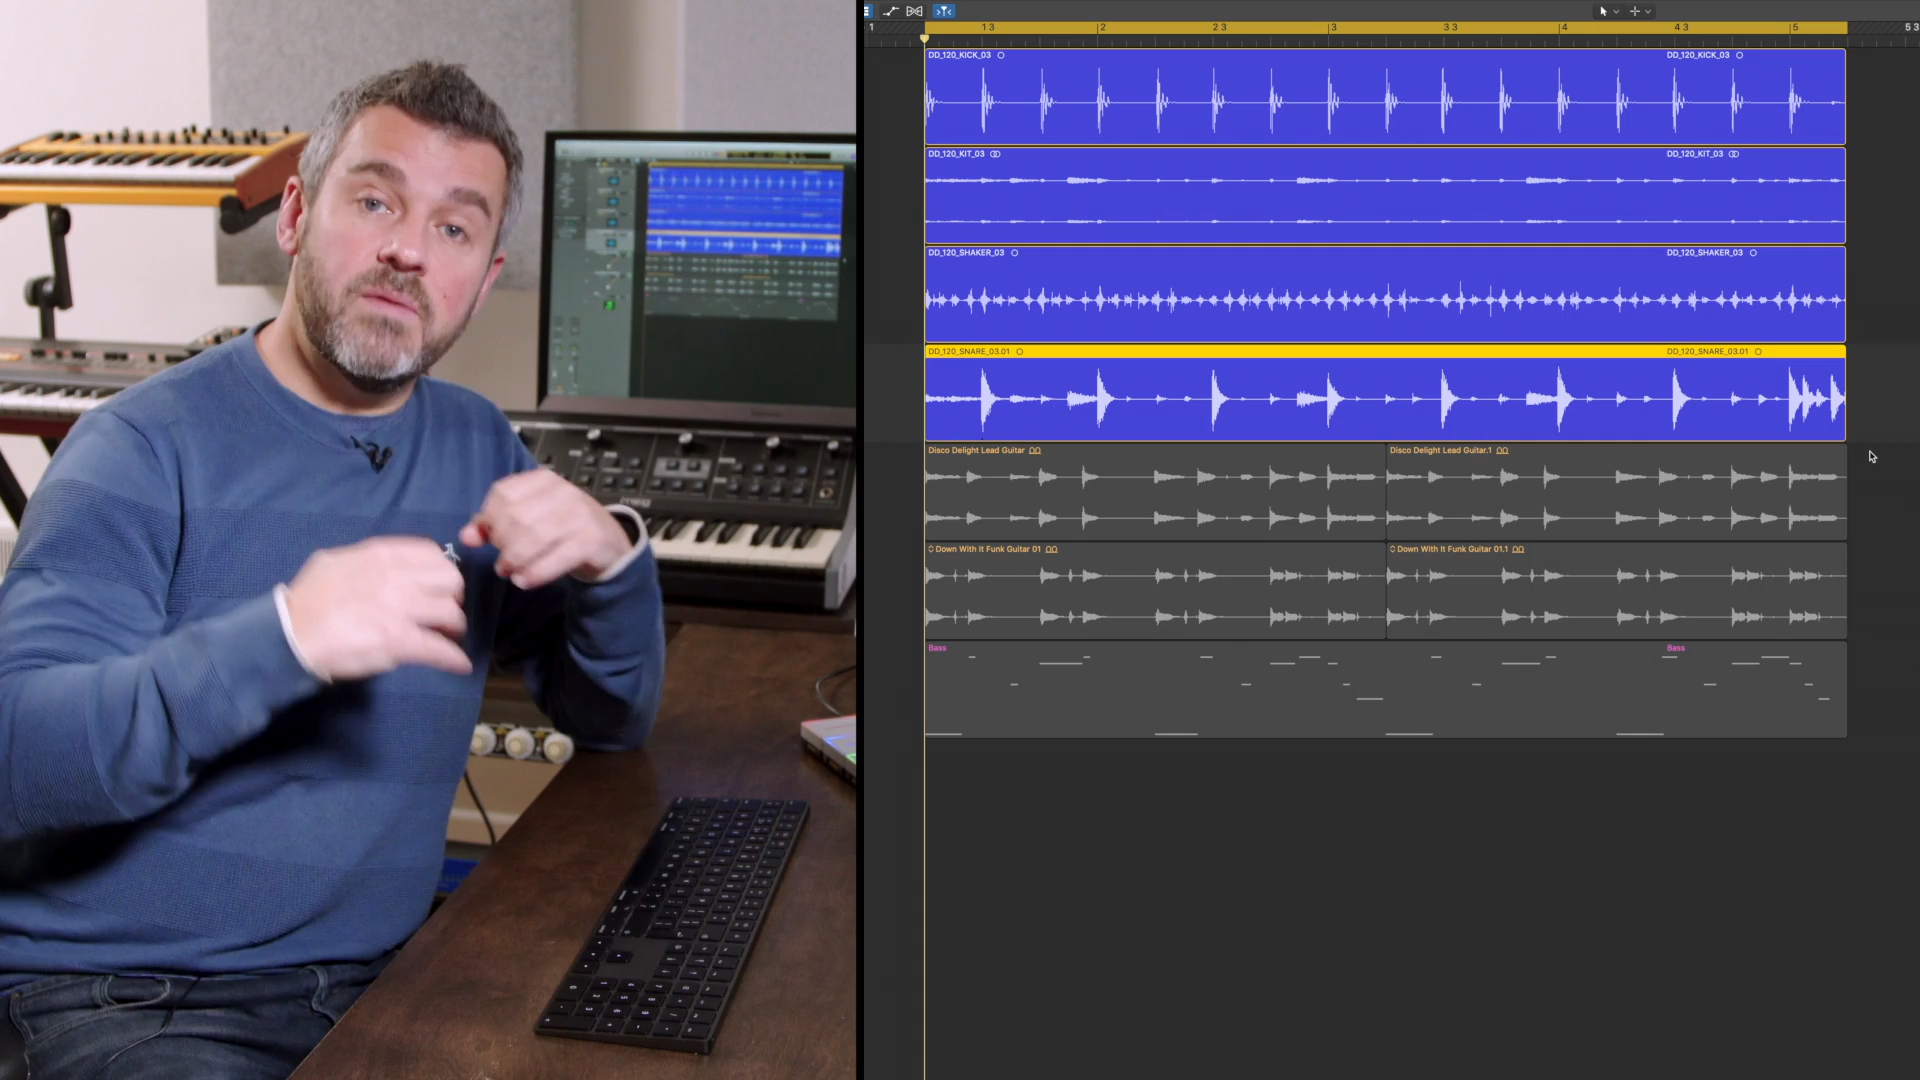 1 1 3 2 2 3 3 3 3 4 4 3 5 5 3
DD_120_KICK_03 DD_120_KICK_03
DD_120_KIT_03 DD_120_KIT_03
DD_120_SHAKER_03 DD_120_SHAKER_03
DD_120_SNARE_03.01 DD_120_SNARE_03.01
Disco Delight Lead Guitar Disco Delight Lead Guitar.1
Down With It Funk Guitar 01 Down With It Funk Guitar 01.1
Bass Bass